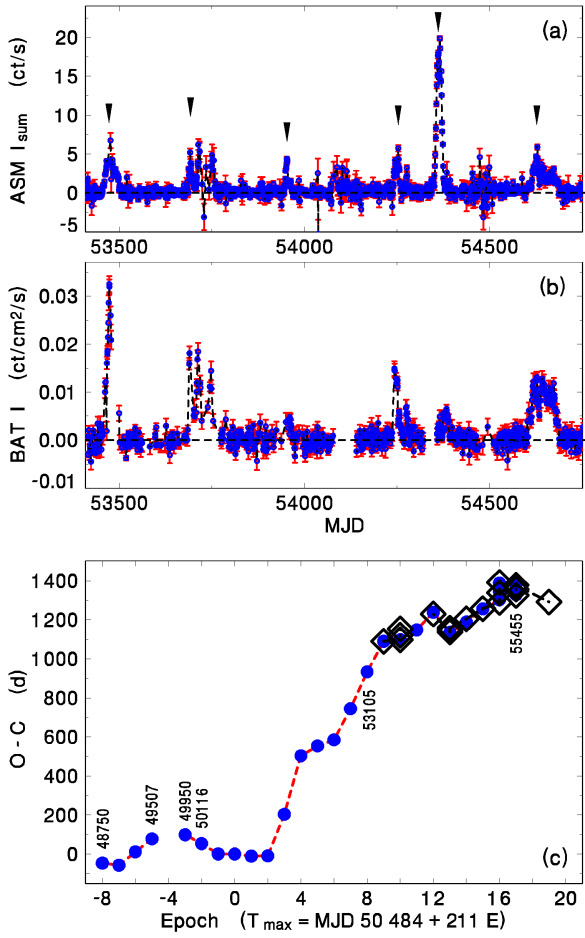 (a)
ASM I sum (ct/s)
20
15
10
5
0
-5
53500 54000 54500
(b)
BAT I (ct/cm2/s)
0.03
0.02
0.01
0.00
-0.01
53500 54000 54500
MJD
O - C (d)
1400
1200
1000
800
600
400
200
0
48750
49507
49950
50116
53105
55455
(c)
-8 -4 0 4 8 12 16 20
Epoch (T max = MJD 50 484 + 211 E)